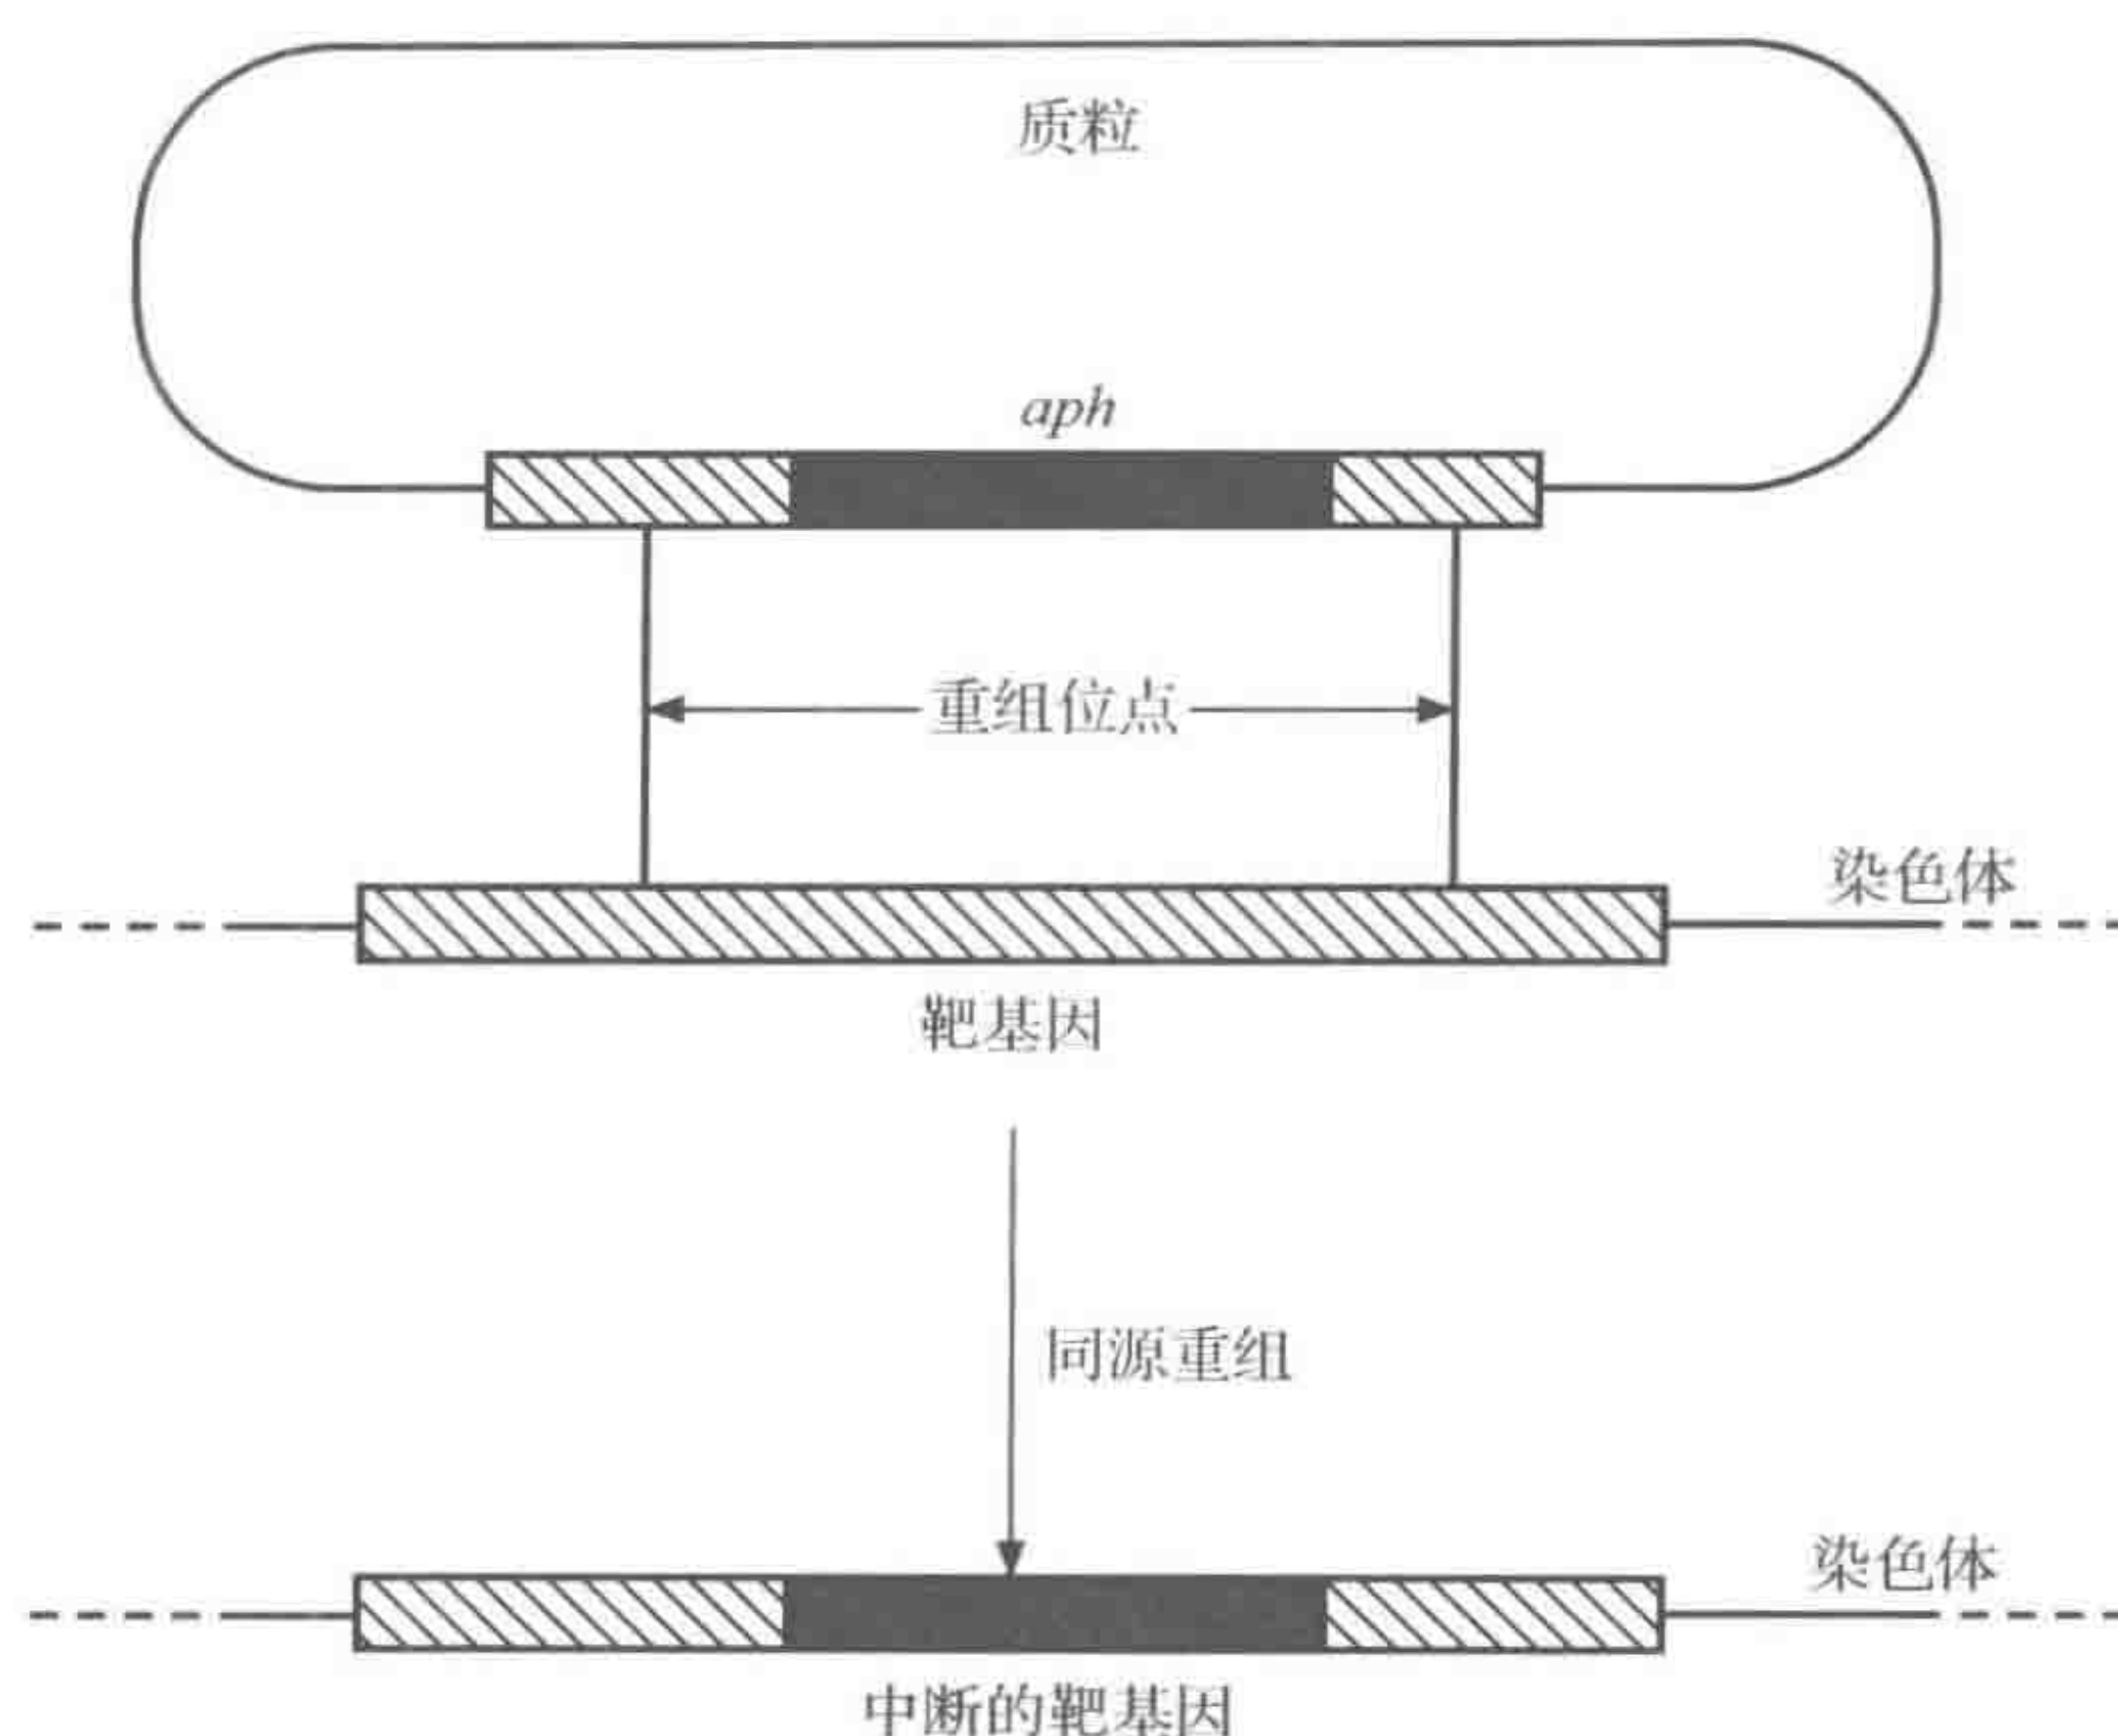 质粒
aph
重组位点
染色体
靶基因
同源重组
染色体
中断的靶基因